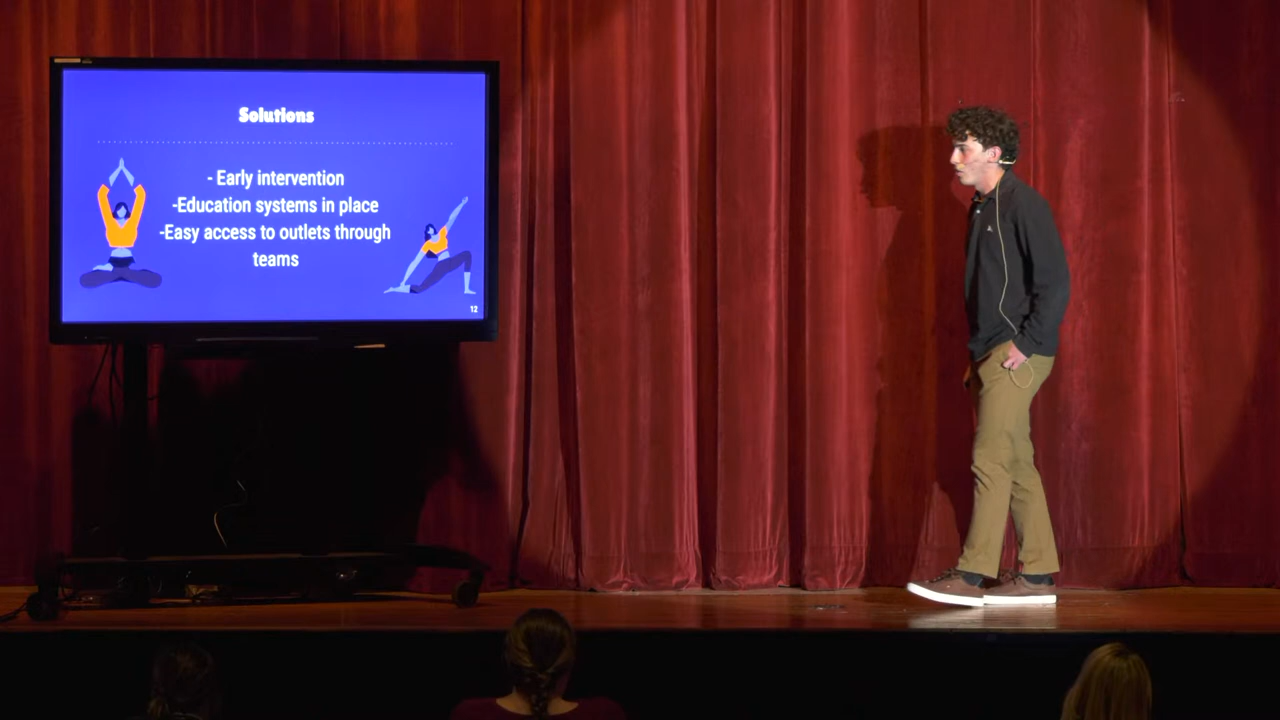 Solutions
- Early intervention
-Education systems in place
-Easy access to outlets through
teams
12